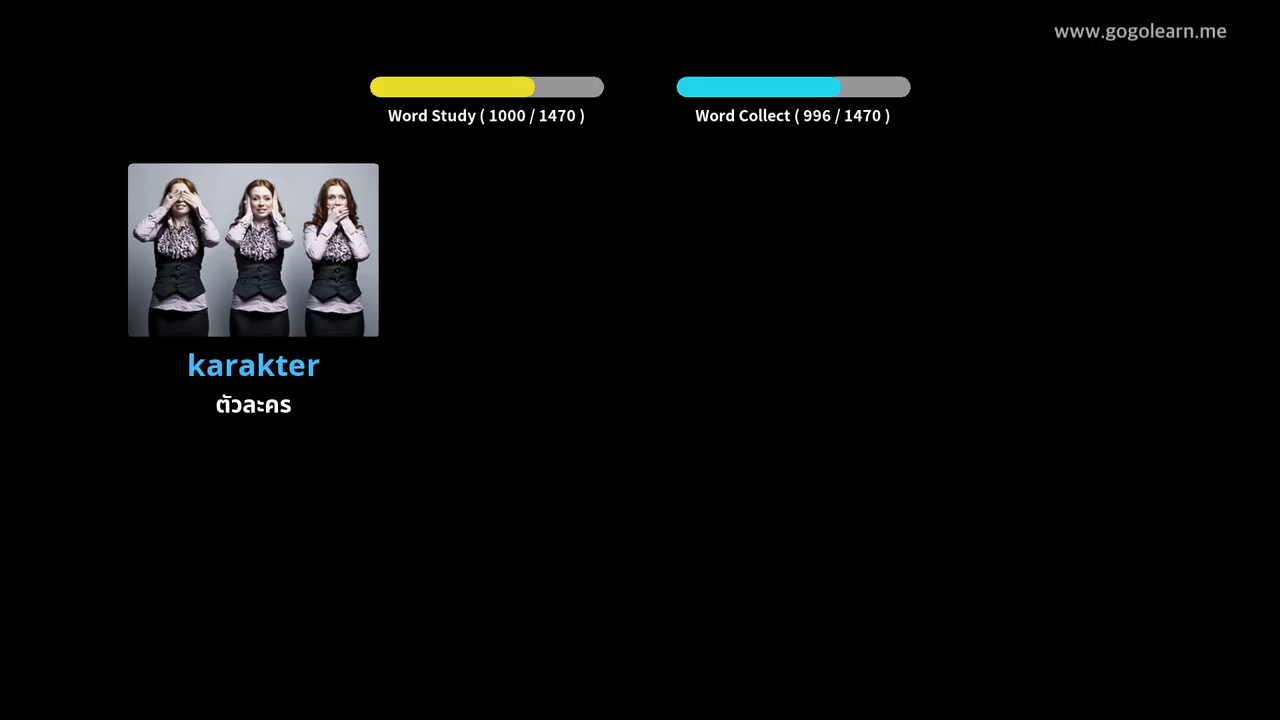 www.gogolearn.me
Word Study ( 1000 / 1470 )
Word Collect ( 996 / 1470 )
karakter
ตัวละคร